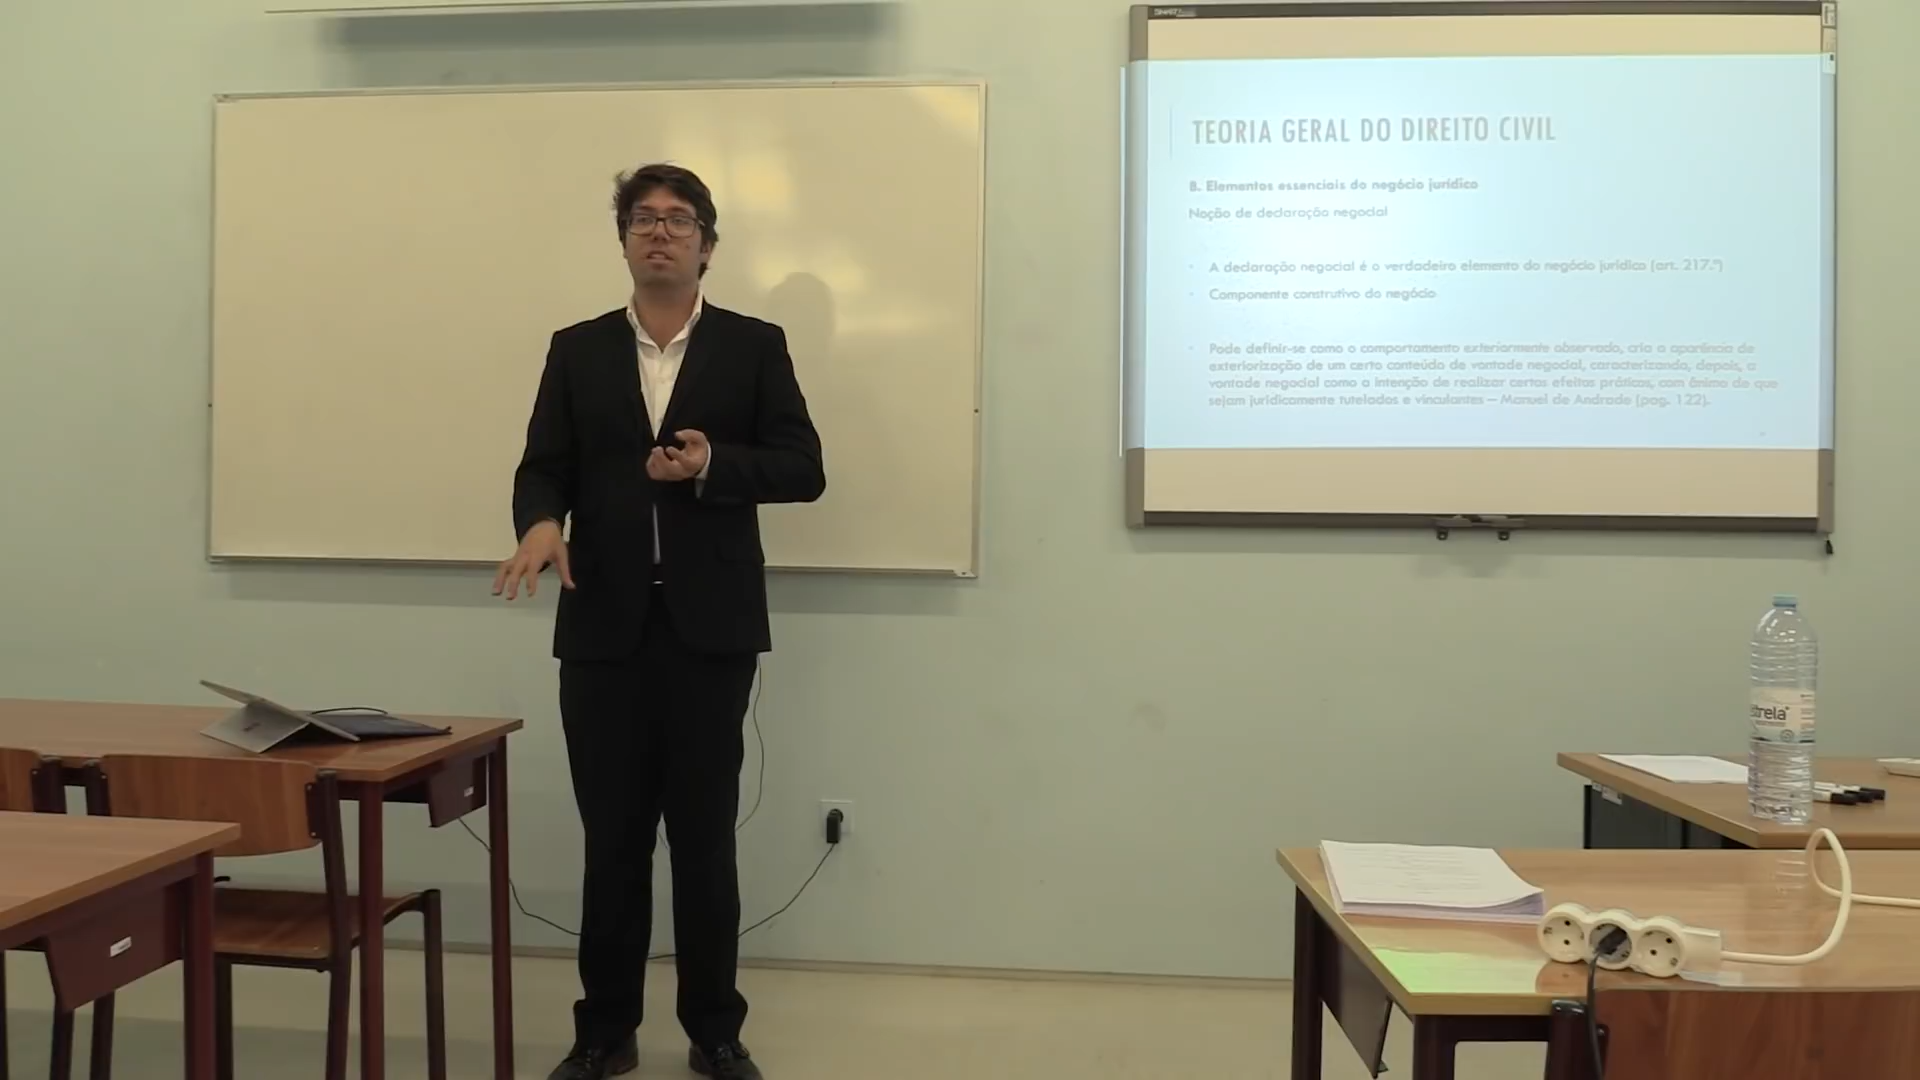 SMART
TEORIA GERAL DO DIREITO CIVIL
B. Elementos essenciais do negócio jurídico
Noção de declaração negocial
• A declaração negocial é o verdadeiro elemento do negócio jurídico (art. 217.º)
• Componente construtivo do negócio
• Pode definir-se como o comportamento exteriormente observado, cria a aparência de
exteriorização de um certo conteúdo de vontade negocial, caracterizando, depois, a
vontade negocial como a intenção de realizar certos efeitos práticos, com ânimo de que
sejam juridicamente tutelados e vinculantes – Manuel de Andrade (pag. 122).
strela